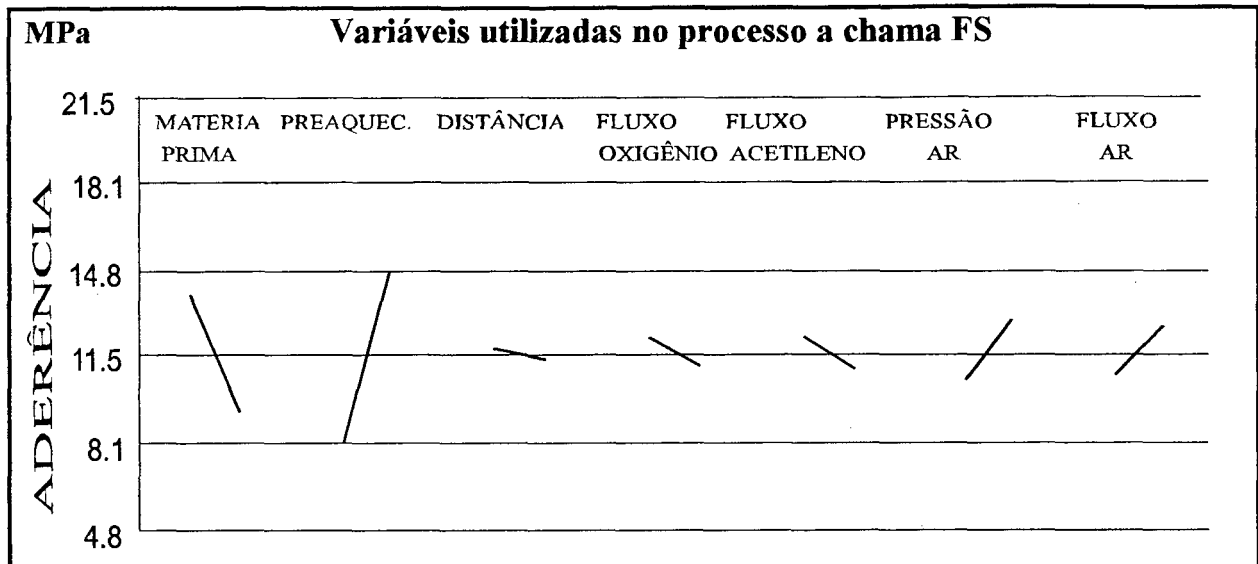 MPa Variáveis utilizadas no processo a chama FS
21.5
MATERIA PREAQUEC. DISTÂNCIA FLUXO FLUXO PRESSÃO FLUXO
PRIMA OXIGÊNIO ACETILENO AR AR
18.1
14.8
11.5
8.1
4.8
ADERÊNCIA